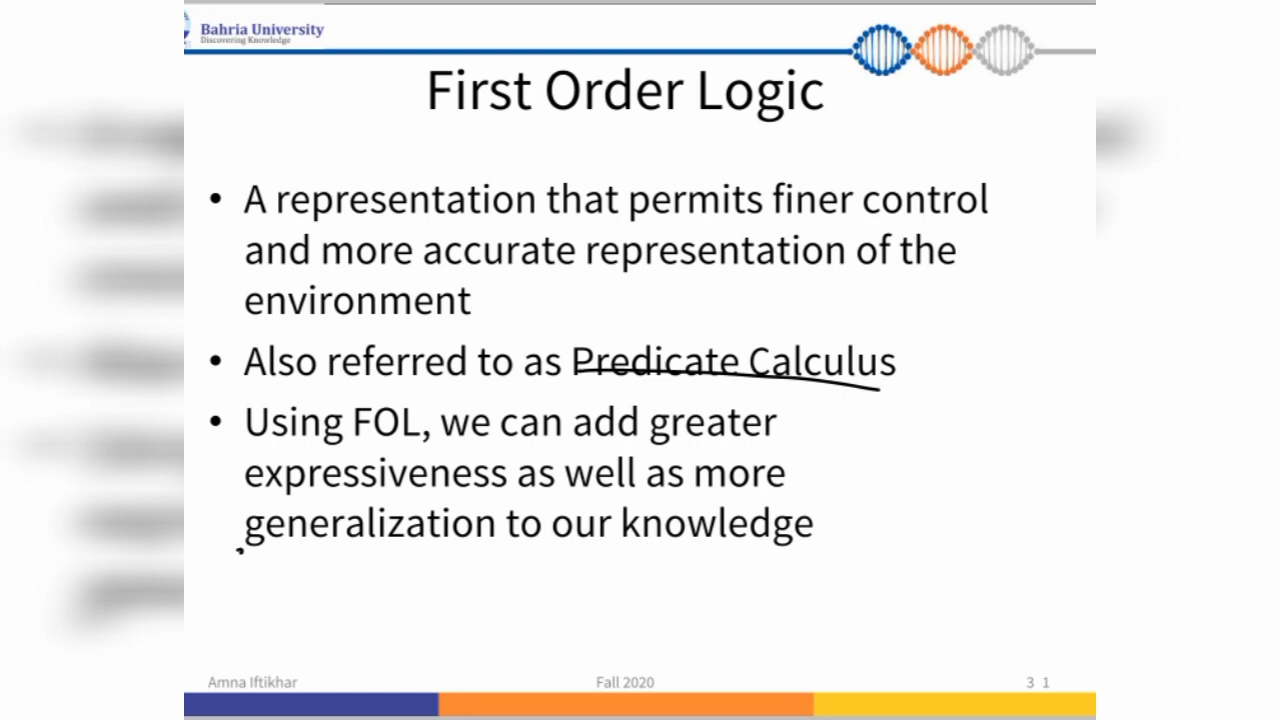 Bahria University
Discovering Knowledge
First Order Logic
• A representation that permits finer control
and more accurate representation of the
environment
• Also referred to as Predicate Calculus
• Using FOL, we can add greater
expressiveness as well as more
generalization to our knowledge
Amna Iftikhar Fall 2020 3 1